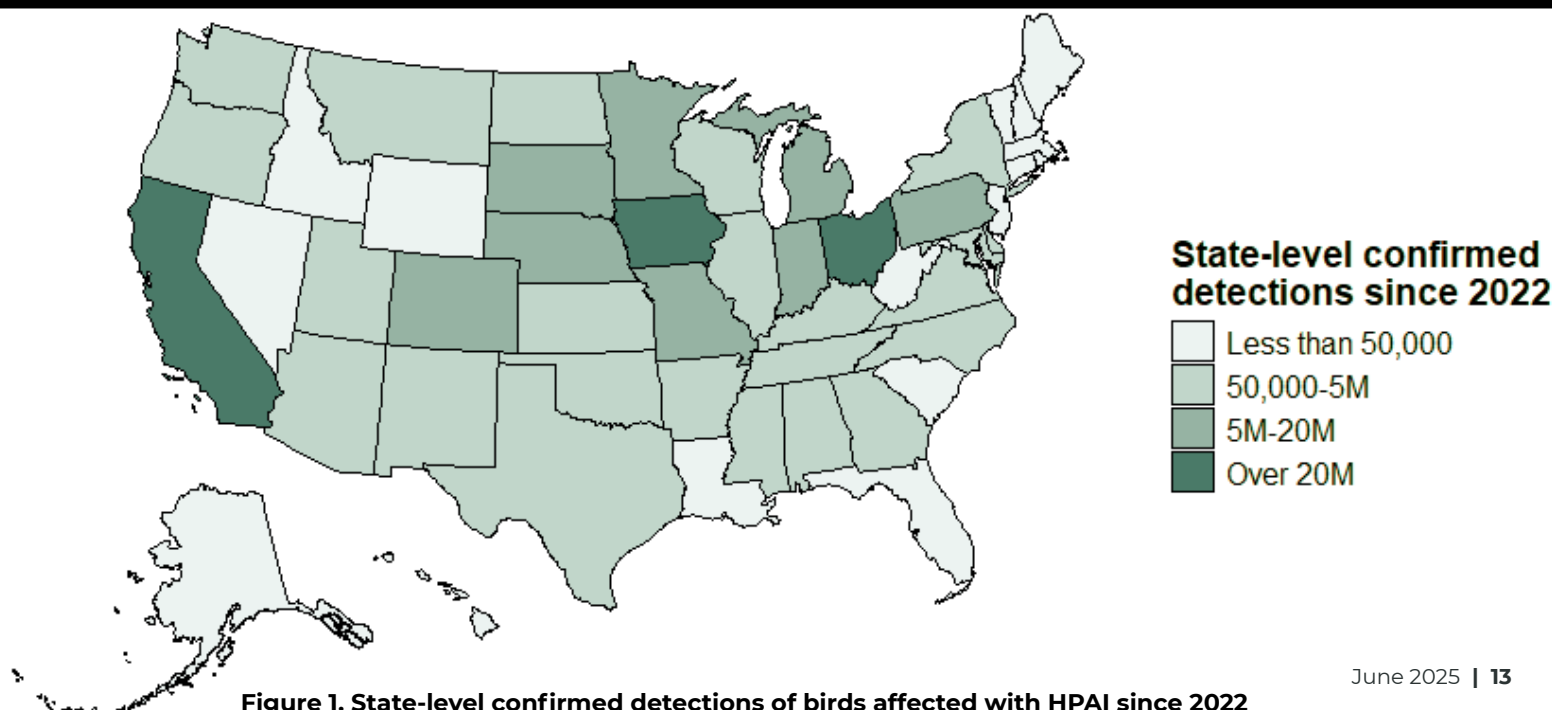 State-level confirmed
detections since 2022
Less than 50,000
50,000-5M
5M-20M
Over 20M
June 2025 | 13
Figure 1. State-level confirmed detections of birds affected with HPAI since 2022